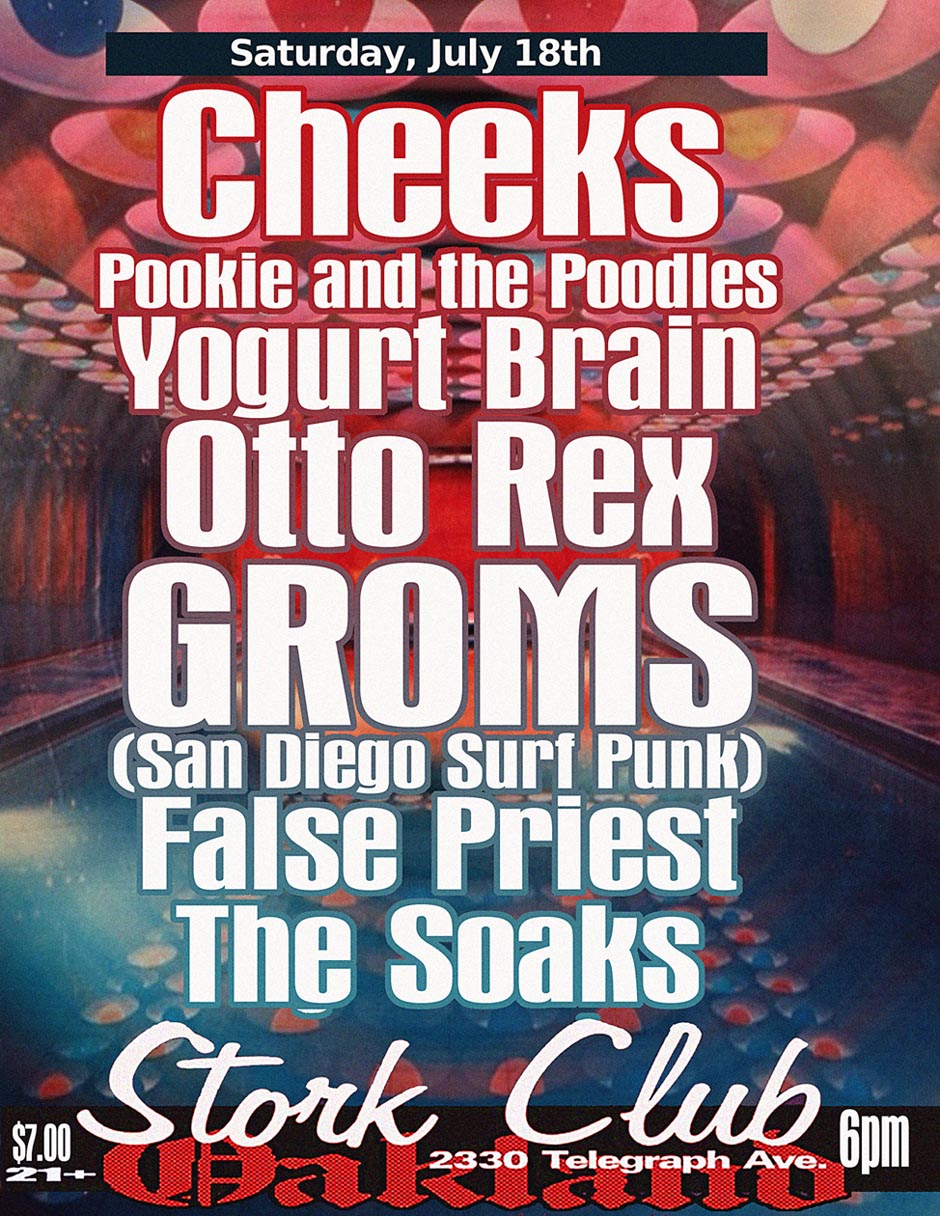 Saturday, July 18th
Cheeks
Pookie and the Poodles
Yogurt Brain
Otto Rex
GROMS
(San Diego Surf Punk)
False Priest
The Soaks
Stork Club
$7.00
21+
2330 Telegraph Ave.
6pm
Oakland